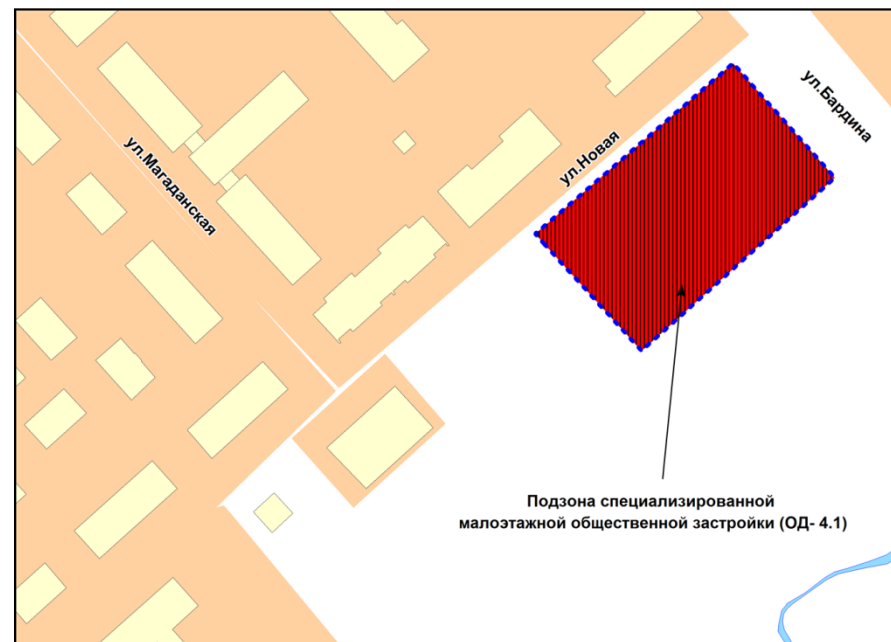 ул.Бардина
ул.Новая
ул.Магаданская
Подзона специализированной
малоэтажной общественной застройки (ОД- 4.1)